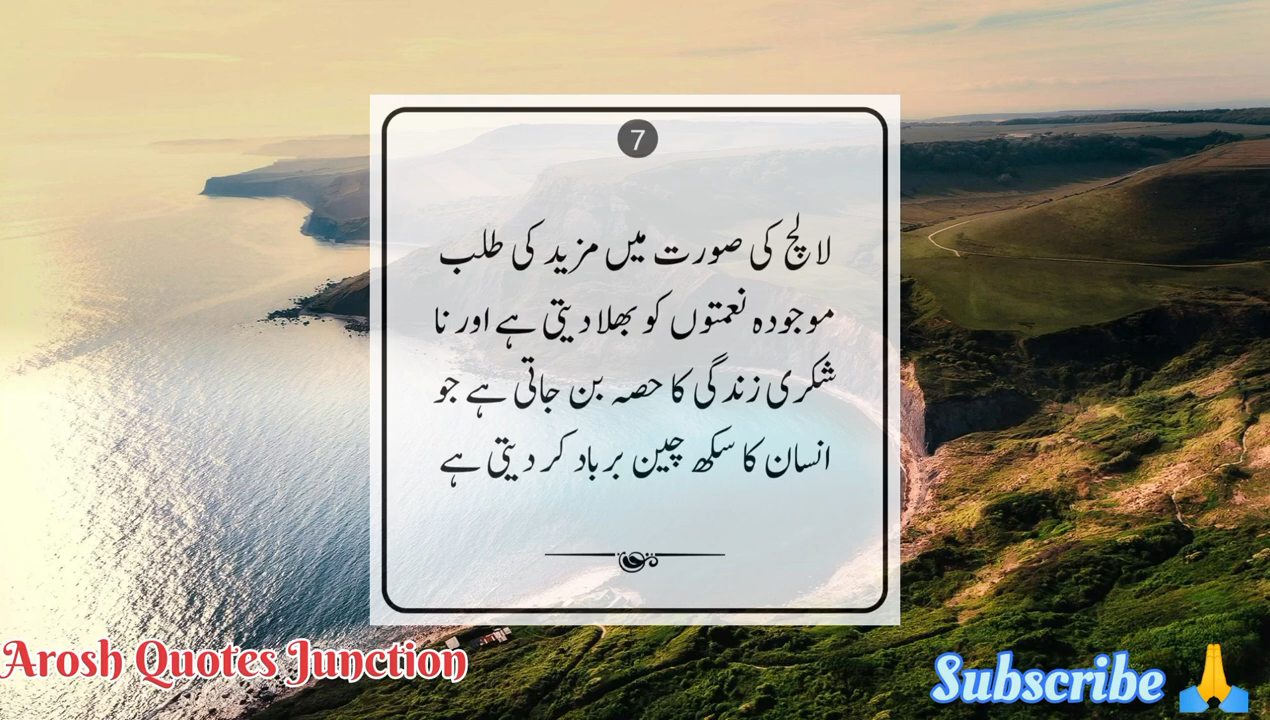 7
لالچ کی صورت میں مزید کی طلب
موجودہ نعمتوں کو بھلا دیتی ہے اور نا
شکری زندگی کا حصہ بن جاتی ہے جو
انسان کا سکھ چین برباد کر دیتی ہے
Arosh Quotes Junction
Subscribe 🙏